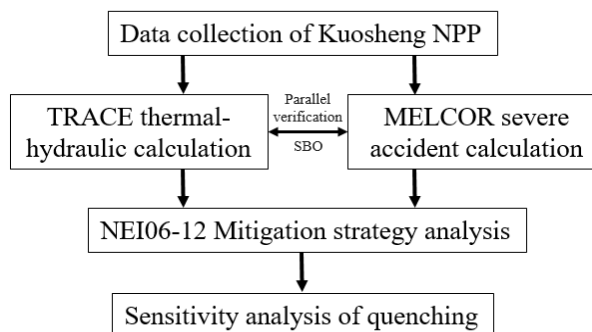 Data collection of Kuosheng NPP
TRACE thermal-
hydraulic calculation
Parallel
verification
SBO
MELCOR severe
accident calculation
NEI06-12 Mitigation strategy analysis
Sensitivity analysis of quenching